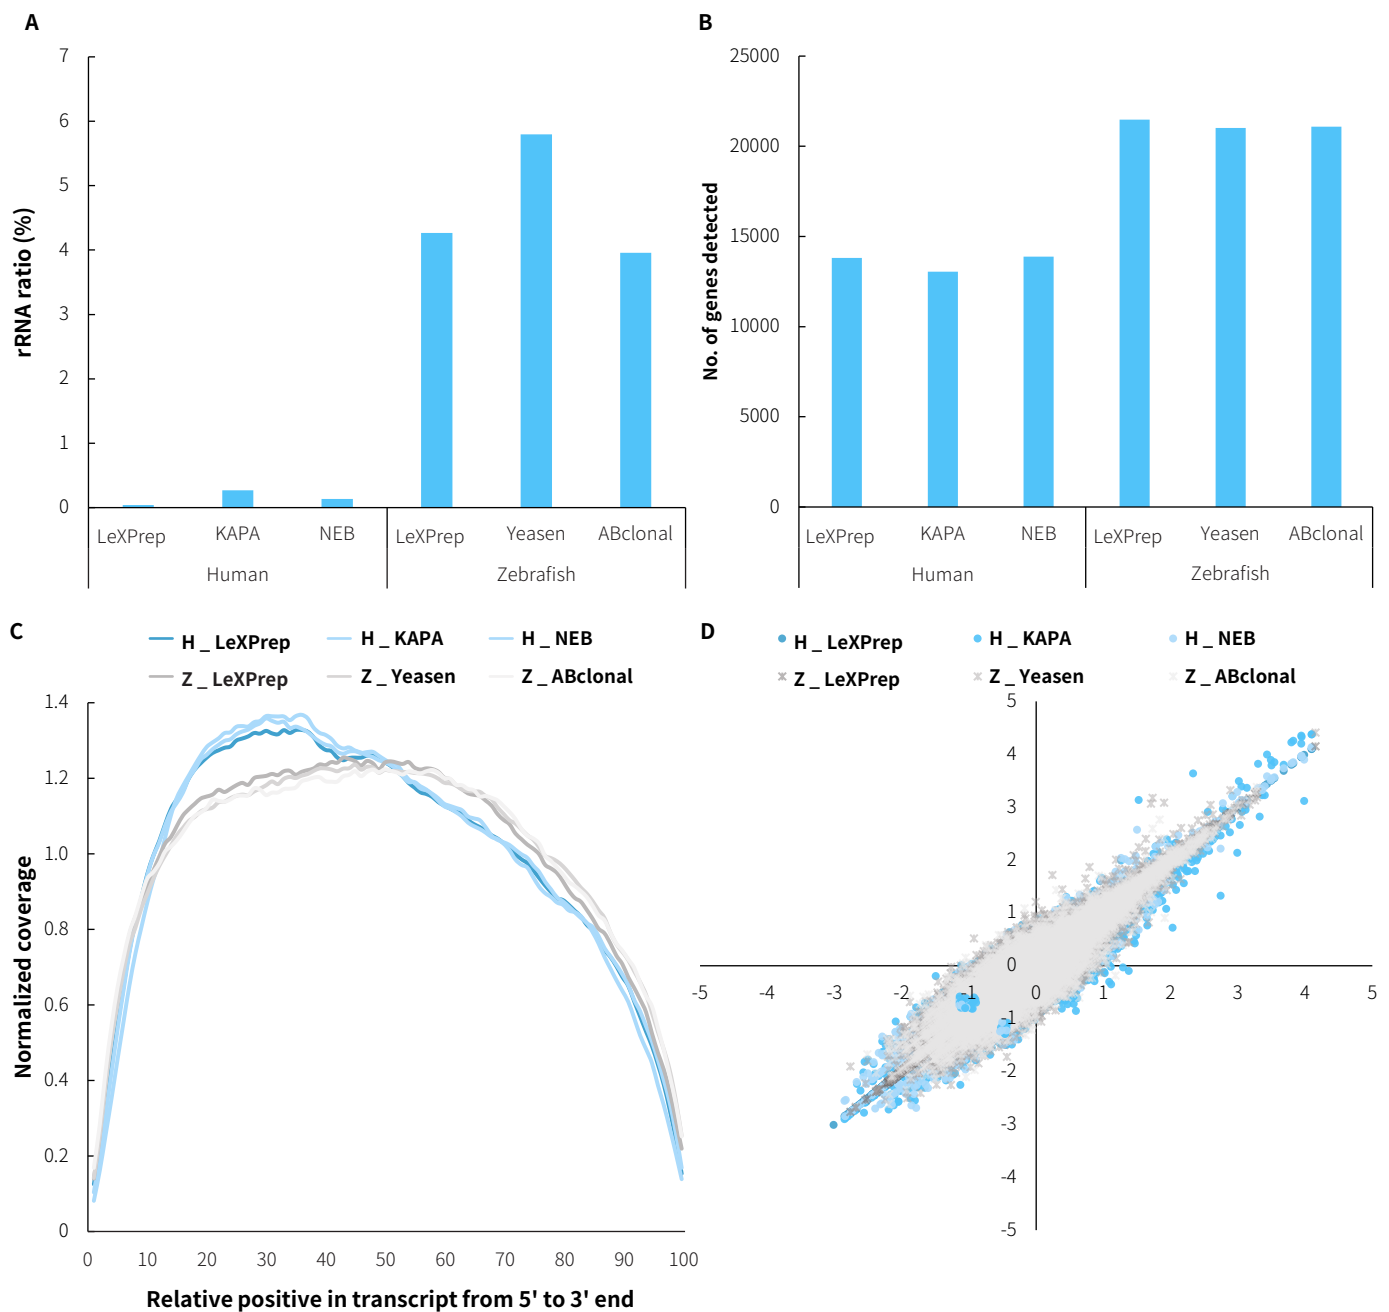 A
7
6
5
4
3
2
1
0
rRNA ratio (%)
LeXPrep KAPA NEB LeXPrep Yeasen ABclonal
Human Zebrafish
B
25000
20000
15000
10000
5000
0
No. of genes detected
LeXPrep KAPA NEB LeXPrep Yeasen ABclonal
Human Zebrafish
C
H _ LeXPrep H _ KAPA H _ NEB
Z _ LeXPrep Z _ Yeasen Z _ ABclonal
1.4
1.2
1.0
0.8
0.6
0.4
0.2
0
Normalized coverage
0 10 20 30 40 50 60 70 80 90 100
Relative positive in transcript from 5' to 3' end
D
H _ LeXPrep H _ KAPA H _ NEB
Z _ LeXPrep Z _ Yeasen Z _ ABclonal
5
4
3
2
1
0
-5 -4 -3 -2 -1 0 1 2 3 4 5
-1
-2
-3
-4
-5